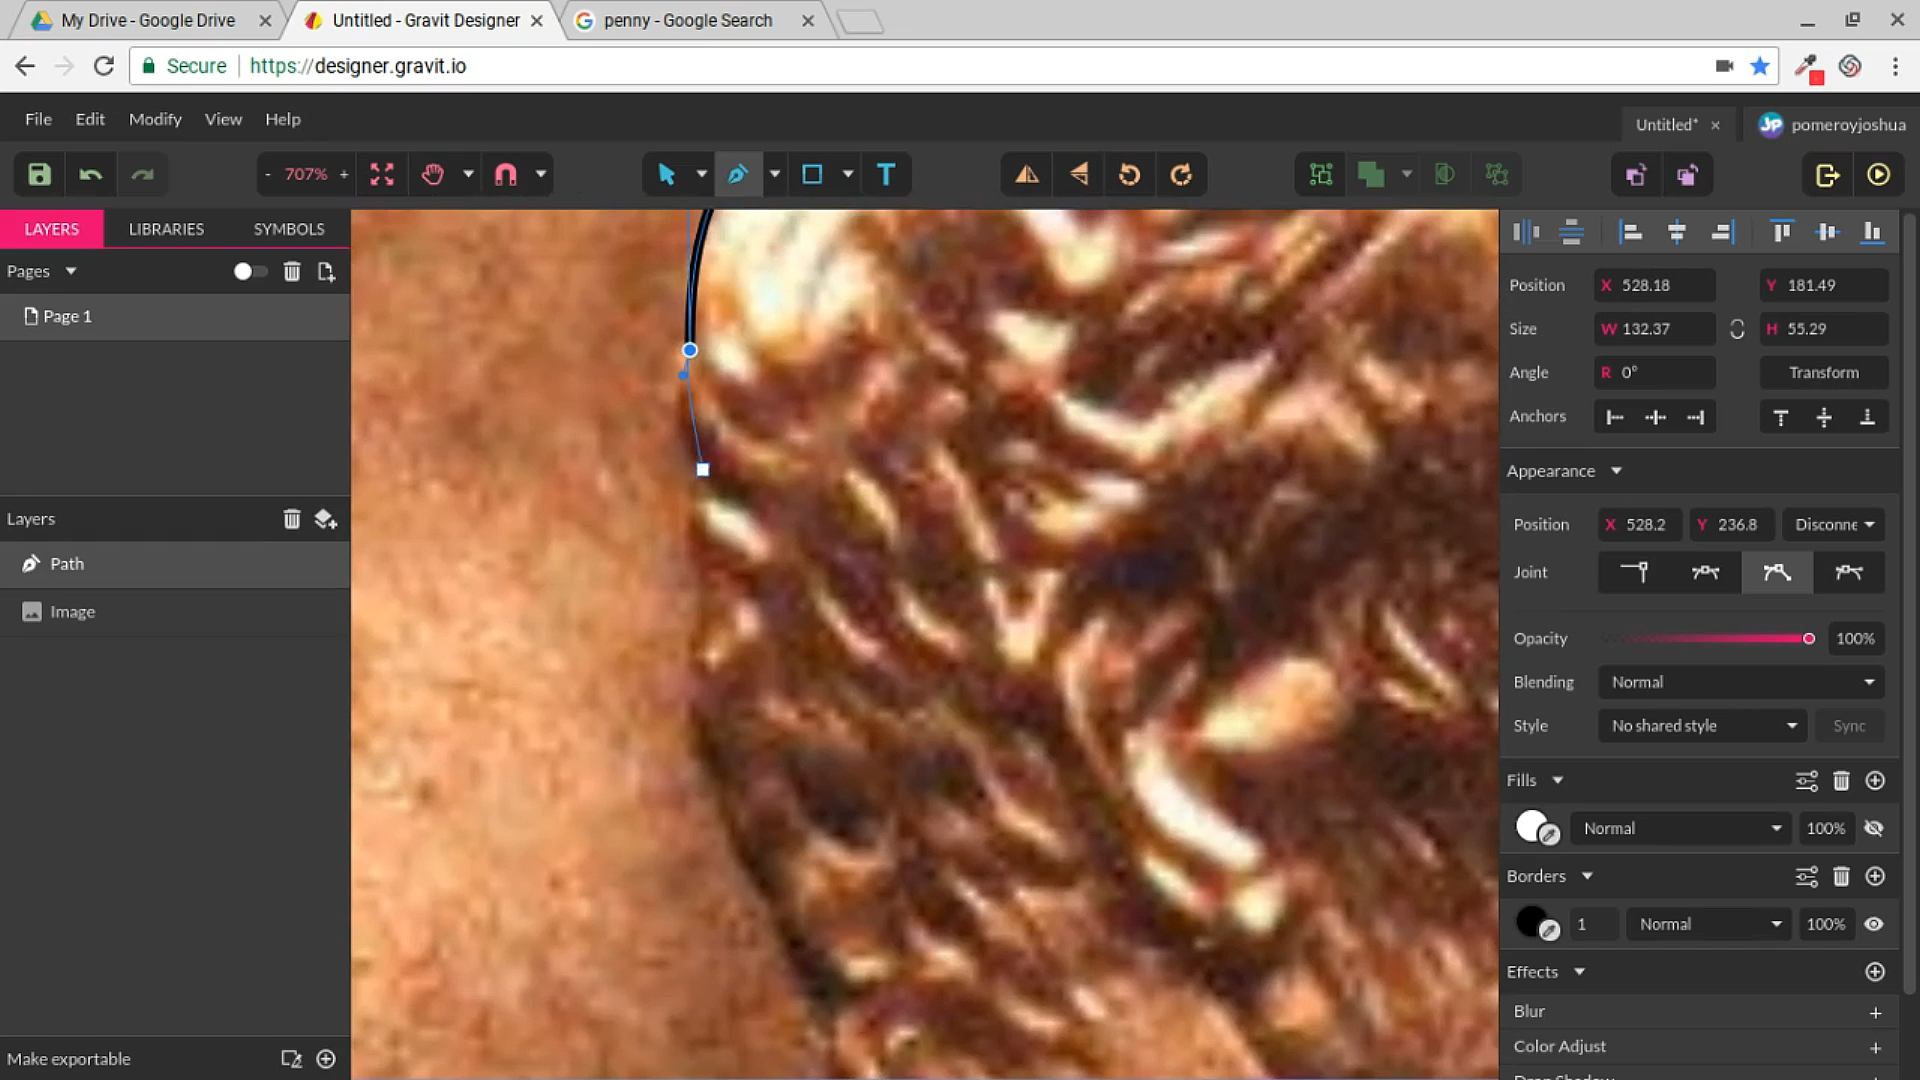 My Drive - Google Drive
Untitled - Gravit Designer
penny - Google Search
Secure
https://designer.gravit.io
File Edit Modify View Help
Untitled*
JP
pomeroyjoshua
- 707% +
T
LAYERS LIBRARIES SYMBOLS
Pages
Page 1
Layers
Path
Image
Make exportable
Position X 528.18 Y 181.49
Size W 132.37 H 55.29
Angle R 0° Transform
Anchors
Appearance
Position X 528.2 Y 236.8 Disconne
Joint
Opacity 100%
Blending Normal
Style No shared style Sync
Fills
Normal 100%
Borders
1 Normal 100%
Effects
Blur +
Color Adjust +
Drop Shadow